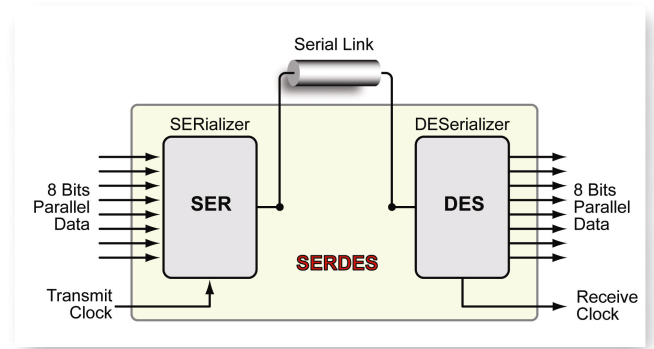 Serial Link
SERializer
DESerializer
8 Bits
Parallel
Data
SER
DES
8 Bits
Parallel
Data
SERDES
Transmit
Clock
Receive
Clock